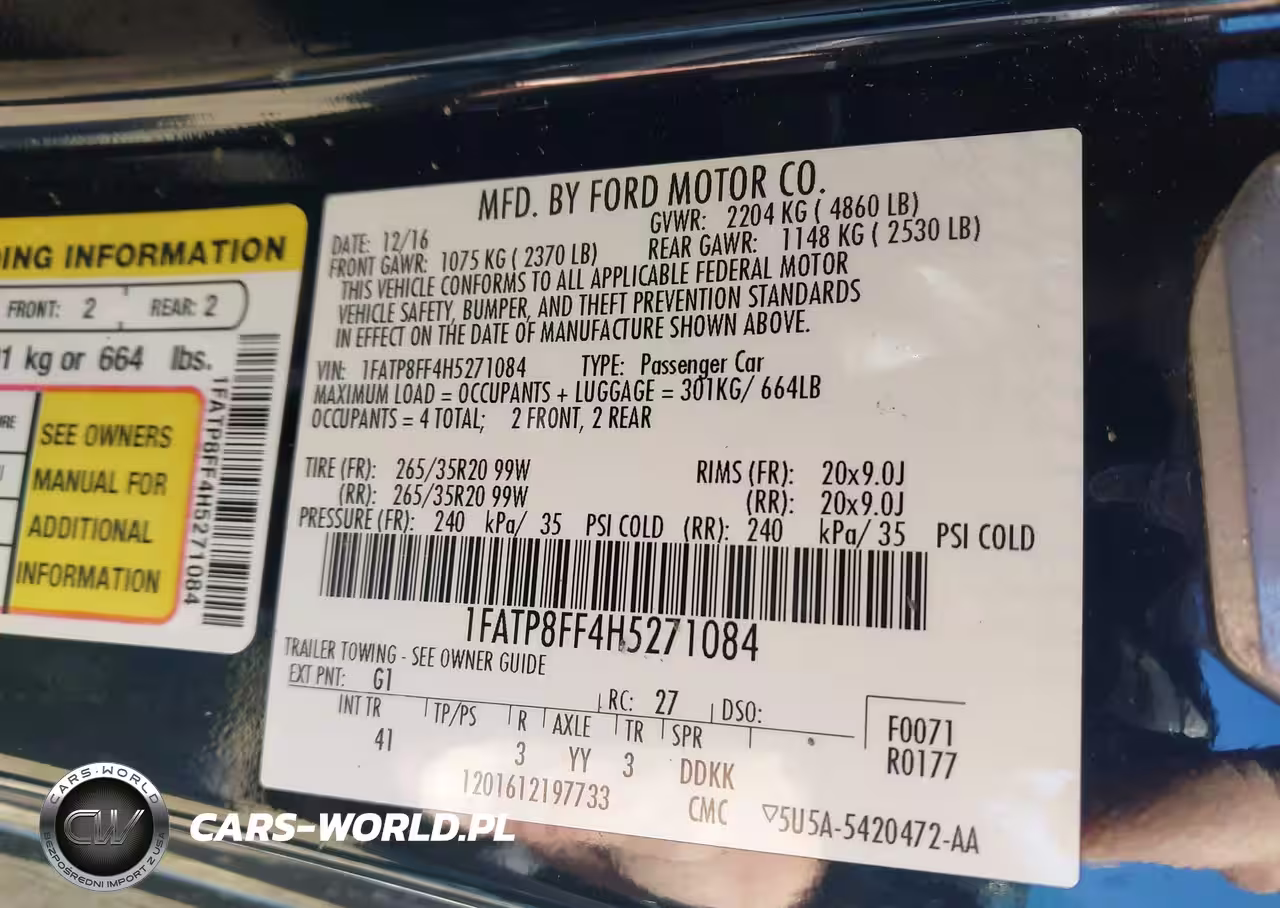 ING INFORMATION
FRONT: 2 REAR: 2
1 kg or 664 lbs.
SEE OWNERS
MANUAL FOR
ADDITIONAL
INFORMATION
1FATP8FF4H5271084
MFD. BY FORD MOTOR CO.
DATE: 12/16 GVWR: 2204 KG ( 4860 LB)
FRONT GAWR: 1075 KG ( 2370 LB) REAR GAWR: 1148 KG ( 2530 LB)
THIS VEHICLE CONFORMS TO ALL APPLICABLE FEDERAL MOTOR
VEHICLE SAFETY, BUMPER, AND THEFT PREVENTION STANDARDS
IN EFFECT ON THE DATE OF MANUFACTURE SHOWN ABOVE.
VIN: 1FATP8FF4H5271084 TYPE: Passenger Car
MAXIMUM LOAD = OCCUPANTS + LUGGAGE = 301KG/ 664LB
OCCUPANTS = 4 TOTAL; 2 FRONT, 2 REAR
TIRE (FR): 265/35R20 99W RIMS (FR): 20x9.0J
(RR): 265/35R20 99W (RR): 20x9.0J
PRESSURE (FR): 240 kPa/ 35 PSI COLD (RR): 240 kPa/ 35 PSI COLD
1FATP8FF4H5271084
TRAILER TOWING - SEE OWNER GUIDE
EXT PNT: G1 RC: 27 DSO:
INT TR TP/PS R AXLE TR SPR F0071
41 3 YY 3 DDKK R0177
1201612197733 CMC ▽5U5A-5420472-AA
CARS-WORLD
CW
BEZPOŚREDNI IMPORT Z USA
CARS-WORLD.PL